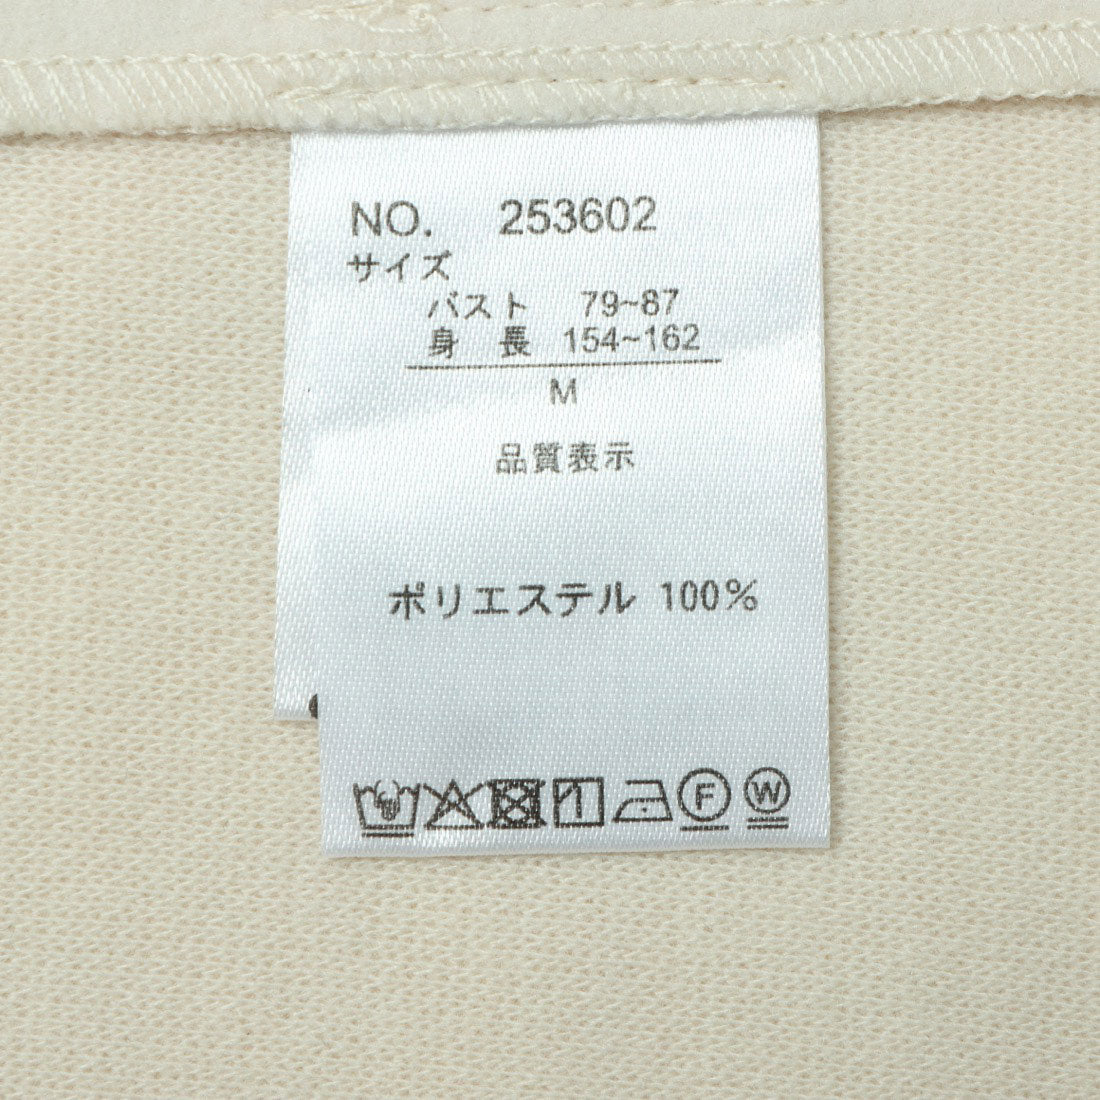 NO. 253602
サイズ
バスト 79~87
身長 154~162
M
品質表示
ポリエステル 100%
F W